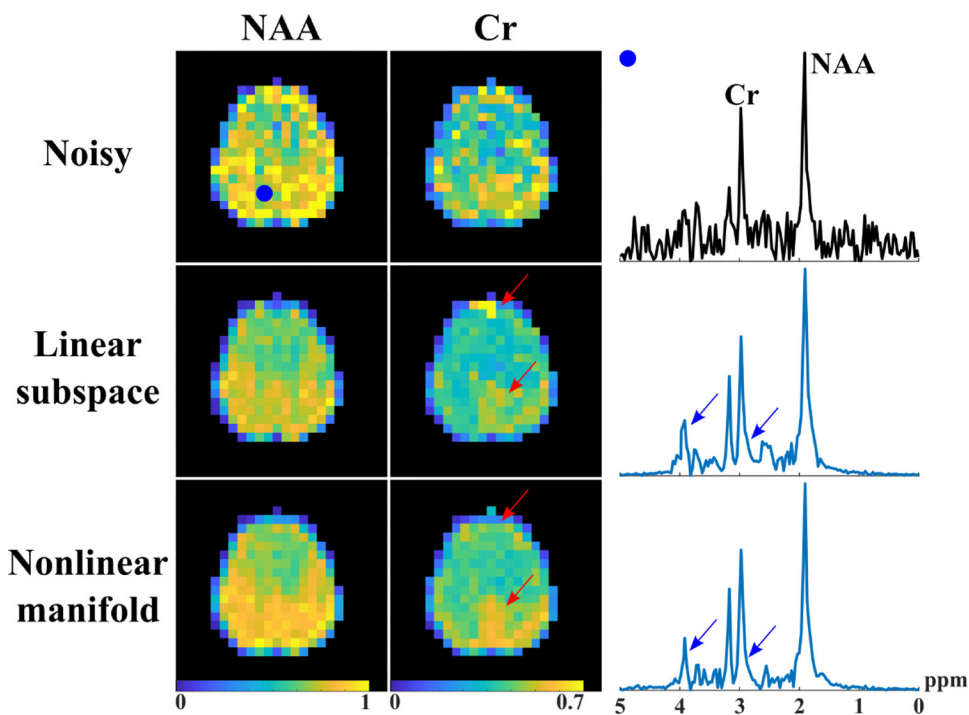 NAA Cr
NAA
Cr
Noisy
Linear
subspace
Nonlinear
manifold
0 1 0 0.7
5 4 3 2 1 0
ppm